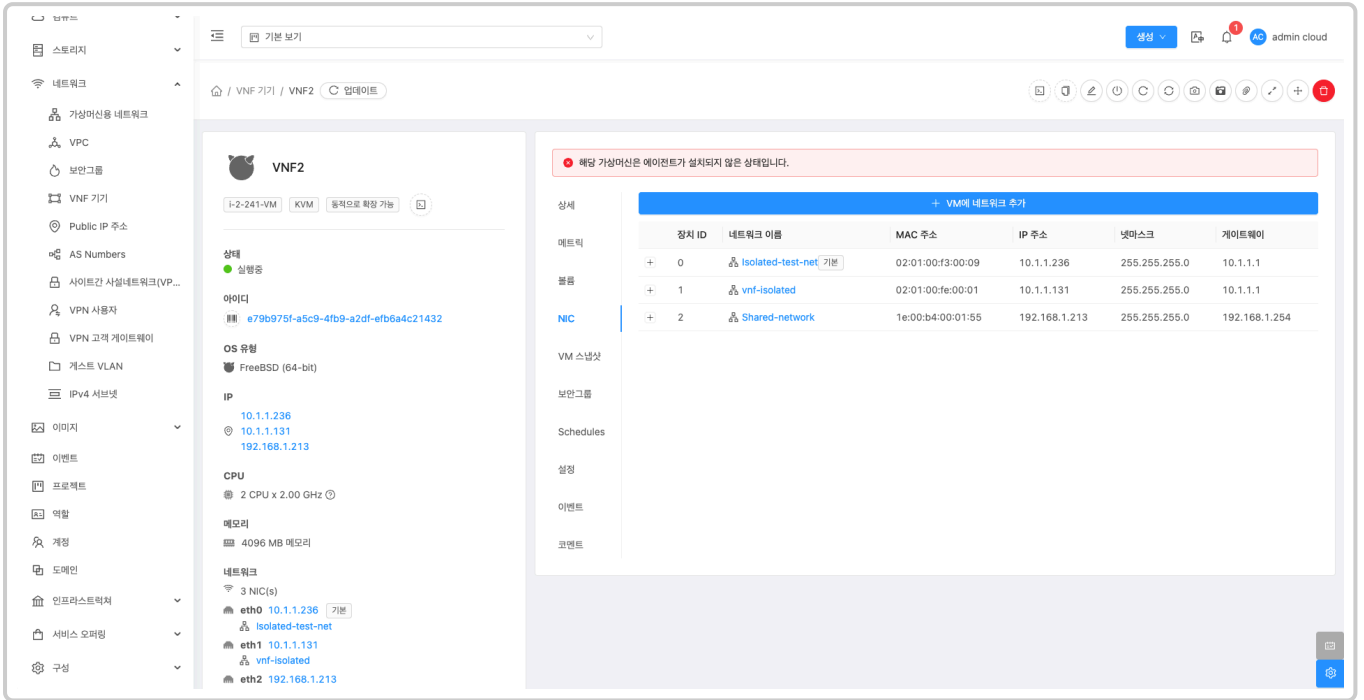 컴퓨트
스토리지
네트워크
가상머신용 네트워크
VPC
보안그룹
VNF 기기
Public IP 주소
AS Numbers
사이트간 사설네트워크(VP...
VPN 사용자
VPN 고객 게이트웨이
게스트 VLAN
IPv4 서브넷
이미지
이벤트
프로젝트
역할
계정
도메인
인프라스트럭쳐
서비스 오퍼링
구성
기본 보기
생성
1
AC admin cloud
/ VNF 기기 / VNF2 업데이트
VNF2
i-2-241-VM KVM 동적으로 확장 가능
상태
실행중
아이디
e79b975f-a5c9-4fb9-a2df-efb6a4c21432
OS 유형
FreeBSD (64-bit)
IP
10.1.1.236
10.1.1.131
192.168.1.213
CPU
2 CPU x 2.00 GHz
메모리
4096 MB 메모리
네트워크
3 NIC(s)
eth0 10.1.1.236 기본
Isolated-test-net
eth1 10.1.1.131
vnf-isolated
eth2 192.168.1.213
해당 가상머신은 에이전트가 설치되지 않은 상태입니다.
상세
메트릭
볼륨
NIC
VM 스냅샷
보안그룹
Schedules
설정
이벤트
코멘트
+ VM에 네트워크 추가
장치 ID 네트워크 이름 MAC 주소 IP 주소 넷마스크 게이트웨이
+ 0 Isolated-test-net 기본 02:01:00:f3:00:09 10.1.1.236 255.255.255.0 10.1.1.1
+ 1 vnf-isolated 02:01:00:fe:00:01 10.1.1.131 255.255.255.0 10.1.1.1
+ 2 Shared-network 1e:00:b4:00:01:55 192.168.1.213 255.255.255.0 192.168.1.254